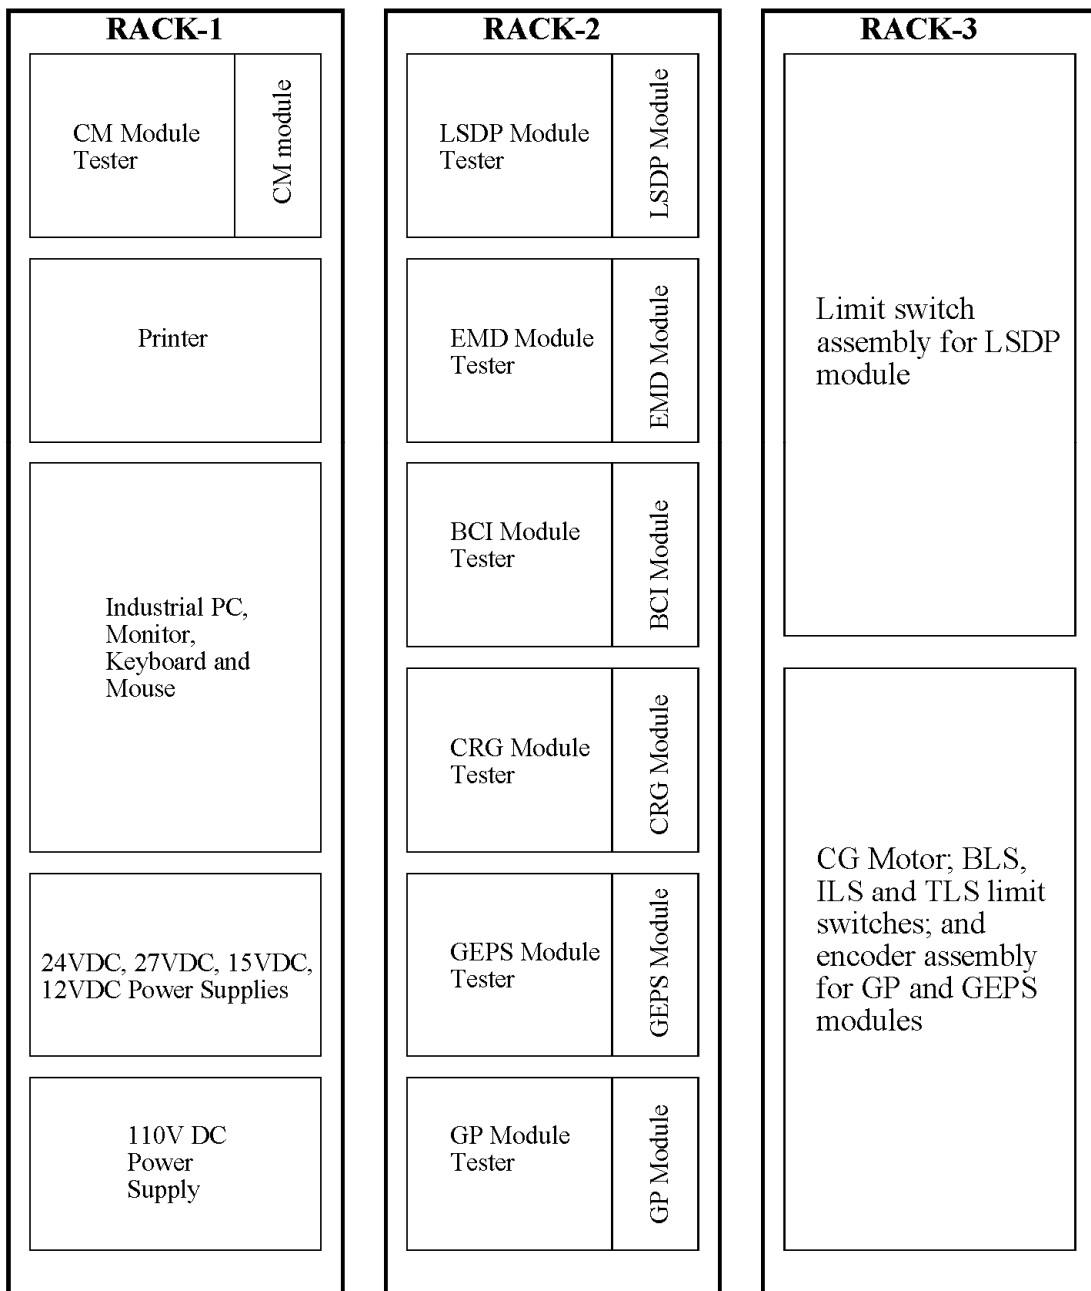 RACK-1
CM Module
Tester
CM module
Printer
Industrial PC,
Monitor,
Keyboard and
Mouse
24VDC, 27VDC, 15VDC,
12VDC Power Supplies
110V DC
Power
Supply
RACK-2
LSDP Module
Tester
LSDP Module
EMD Module
Tester
EMD Module
BCI Module
Tester
BCI Module
CRG Module
Tester
CRG Module
GEPS Module
Tester
GEPS Module
GP Module
Tester
GP Module
RACK-3
Limit switch
assembly for LSDP
module
CG Motor; BLS,
ILS and TLS limit
switches; and
encoder assembly
for GP and GEPS
modules